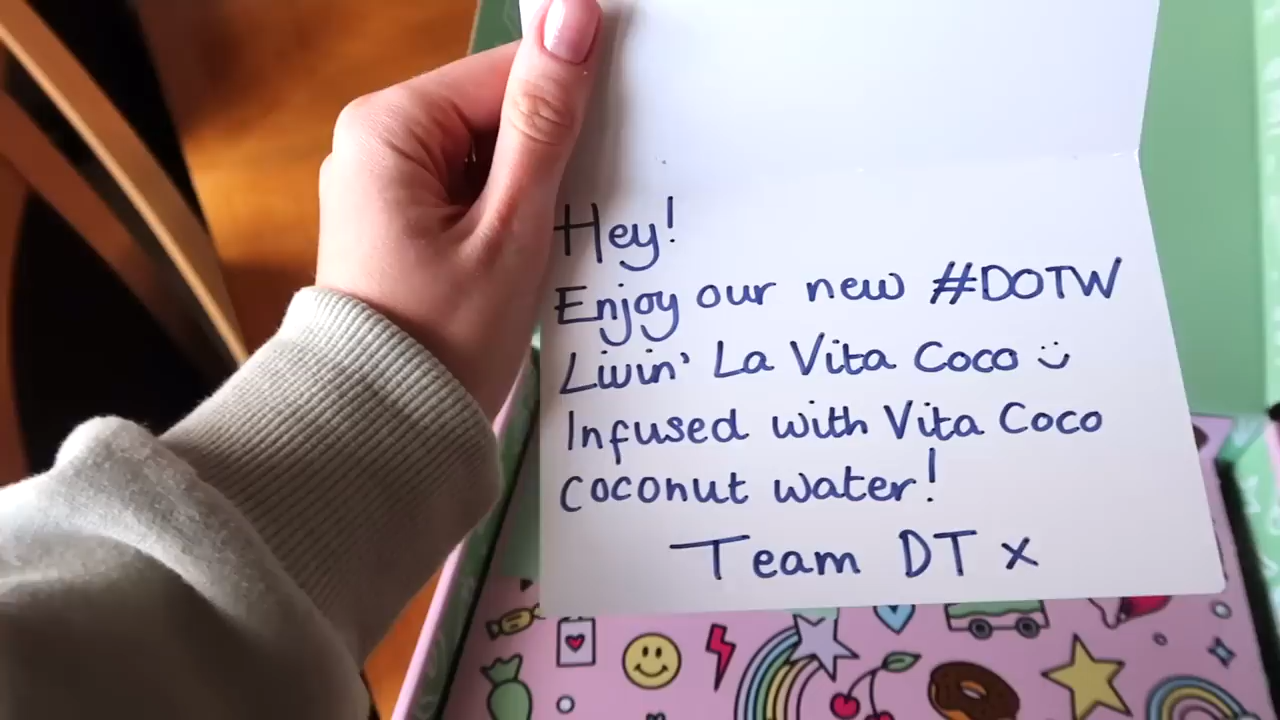 Hey!
Enjoy our new #DOTW
Livin' La Vita Coco :)
Infused with Vita Coco
coconut water!
Team DT x